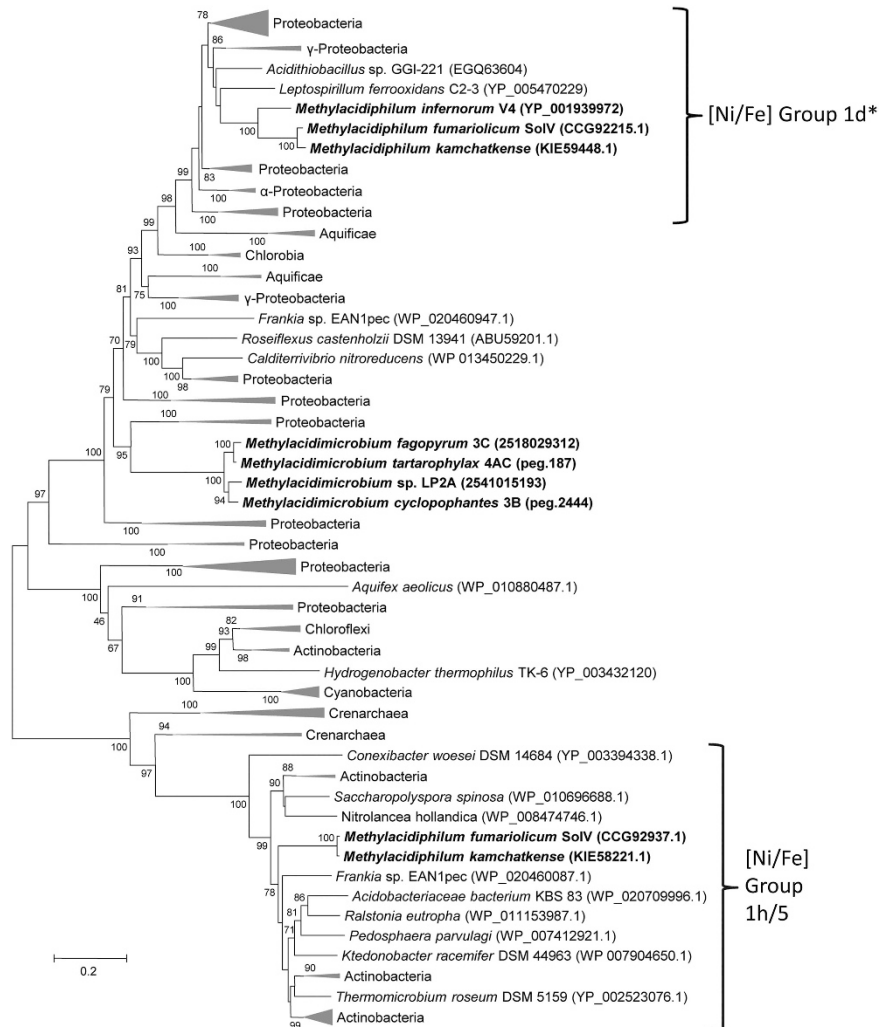 78
Proteobacteria
86
γ-Proteobacteria
Acidithiobacillus sp. GGI-221 (EGQ63604)
Leptospirillum ferrooxidans C2-3 (YP_005470229)
Methylacidiphilum infernorum V4 (YP_001939972)
100
Methylacidiphilum fumariolicum SolV (CCG92215.1)
[Ni/Fe] Group 1d*
100
Methylacidiphilum kamchatkense (KIE59448.1)
Proteobacteria
83
99
α-Proteobacteria
100
98
Proteobacteria
100
99
100
Aquificae
93
100
Chlorobia
100
Aquificae
81
75
γ-Proteobacteria
100
Frankia sp. EAN1pec (WP_020460947.1)
70
79
Roseiflexus castenholzii DSM 13941 (ABU59201.1)
100
Calditerrivibrio nitroreducens (WP 013450229.1)
100
79
98
Proteobacteria
100
Proteobacteria
100
Proteobacteria
100
Methylacidimicrobium fagopyrum 3C (2518029312)
95
100
Methylacidimicrobium tartarophylax 4AC (peg.187)
97
Methylacidimicrobium sp. LP2A (2541015193)
94
Methylacidimicrobium cyclopophantes 3B (peg.2444)
Proteobacteria
100
Proteobacteria
100
100
Proteobacteria
100
Aquifex aeolicus (WP_010880487.1)
91
46
Proteobacteria
82
93
Chloroflexi
67
99
Actinobacteria
98
Hydrogenobacter thermophilus TK-6 (YP_003432120)
100
100
Cyanobacteria
100
Crenarchaea
94
100
Crenarchaea
97
Conexibacter woesei DSM 14684 (YP_003394338.1)
88
90
Actinobacteria
100
Saccharopolyspora spinosa (WP_010696688.1)
Nitrolancea hollandica (WP_008474746.1)
99
100
Methylacidiphilum fumariolicum SolV (CCG92937.1)
Methylacidiphilum kamchatkense (KIE58221.1)
78
Frankia sp. EAN1pec (WP_020460087.1)
[Ni/Fe]
Group
1h/5
86
Acidobacteriaceae bacterium KBS 83 (WP_020709996.1)
81
Ralstonia eutropha (WP_011153987.1)
71
Pedosphaera parvulagi (WP_007412921.1)
Ktedonobacter racemifer DSM 44963 (WP 007904650.1)
90
Actinobacteria
0.2
Thermomicrobium roseum DSM 5159 (YP_002523076.1)
99
Actinobacteria